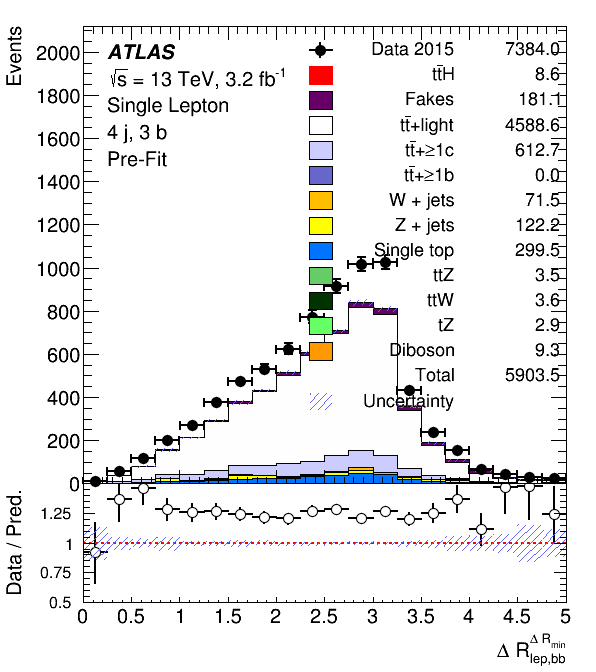 Events
2000
1800
1600
1400
1200
1000
800
600
400
200
0
ATLAS
√s = 13 TeV, 3.2 fb-1
Single Lepton
4 j, 3 b
Pre-Fit
Data 2015 7384.0
tt̄H 8.6
Fakes 181.1
tt̄+light 4588.6
tt̄+≥1c 612.7
tt̄+≥1b 0.0
W + jets 71.5
Z + jets 122.2
Single top 299.5
ttZ 3.5
ttW 3.6
tZ 2.9
Diboson 9.3
Total 5903.5
Uncertainty
Data / Pred.
1.25
1
0.75
0.5
0 0.5 1 1.5 2 2.5 3 3.5 4 4.5 5
Δ R lep,bb Δ R min